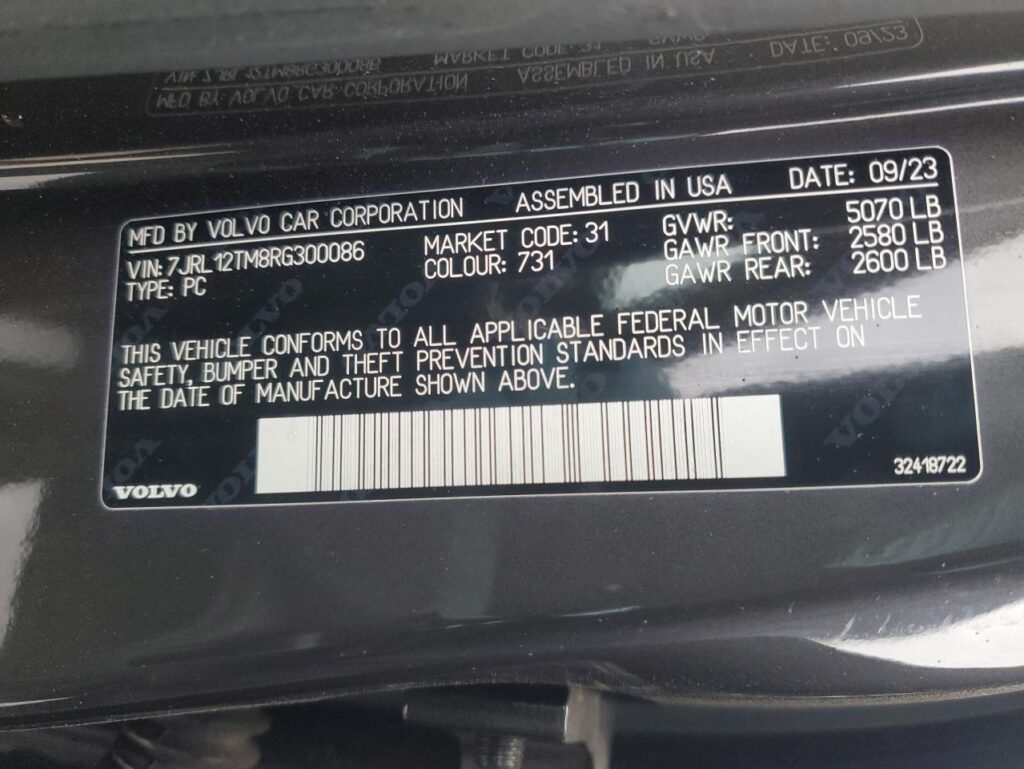 MFD BY VOLVO CAR CORPORATION ASSEMBLED IN USA DATE: 09/23
VIN: 7JRL12TM8RG300086 MARKET CODE: 31 GVWR: 5070 LB
TYPE: PC COLOUR: 731 GAWR FRONT: 2580 LB
GAWR REAR: 2600 LB
THIS VEHICLE CONFORMS TO ALL APPLICABLE FEDERAL MOTOR VEHICLE
SAFETY, BUMPER AND THEFT PREVENTION STANDARDS IN EFFECT ON
THE DATE OF MANUFACTURE SHOWN ABOVE.
VOLVO 32418722